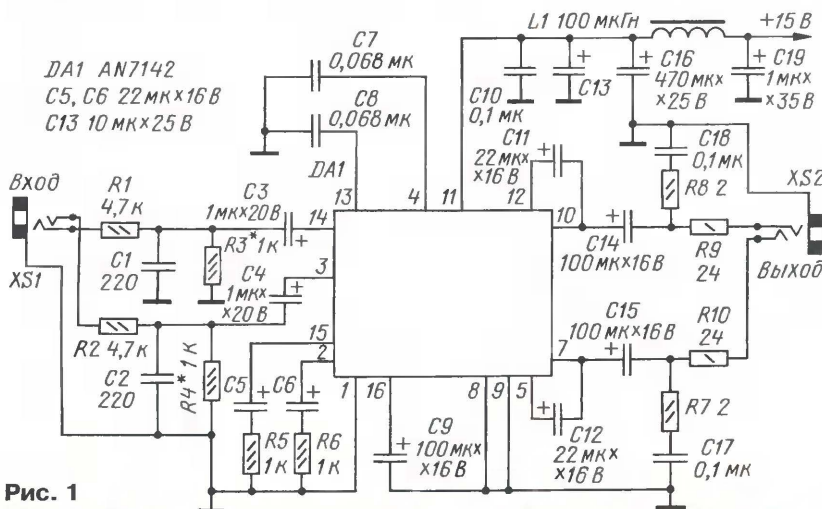 DA1 AN7142
C5, C6 22 мк×16 В
C13 10 мк×25 В
C7
0,068 мк
C8
0,068 мк
DA1
L1 100 мкГн
+15 В
C10
0,1 мк
C13
C16
470 мк×
×25 В
C19
1 мк×
×35 В
C11
22 мк×
×16 В
C18
0,1 мк
R8 2
XS2
Вход
R1
4,7 к
C3
1 мк×20 В
C1
220
R3* 1 к
C4
1 мк×
×20 В
XS1
R2 4,7 к
C2
220
R4* 1 к
C5
C6
R5
1 к
R6
1 к
13
4
11
12
14
3
15
2
1
16
8
9
5
10
7
C14
100 мк×16 В
R9
24
Выход
C15
100 мк×16 В
R10
24
R7 2
C17
0,1 мк
C9
100 мк×
×16 В
C12
22 мк×
×16 В
Рис. 1